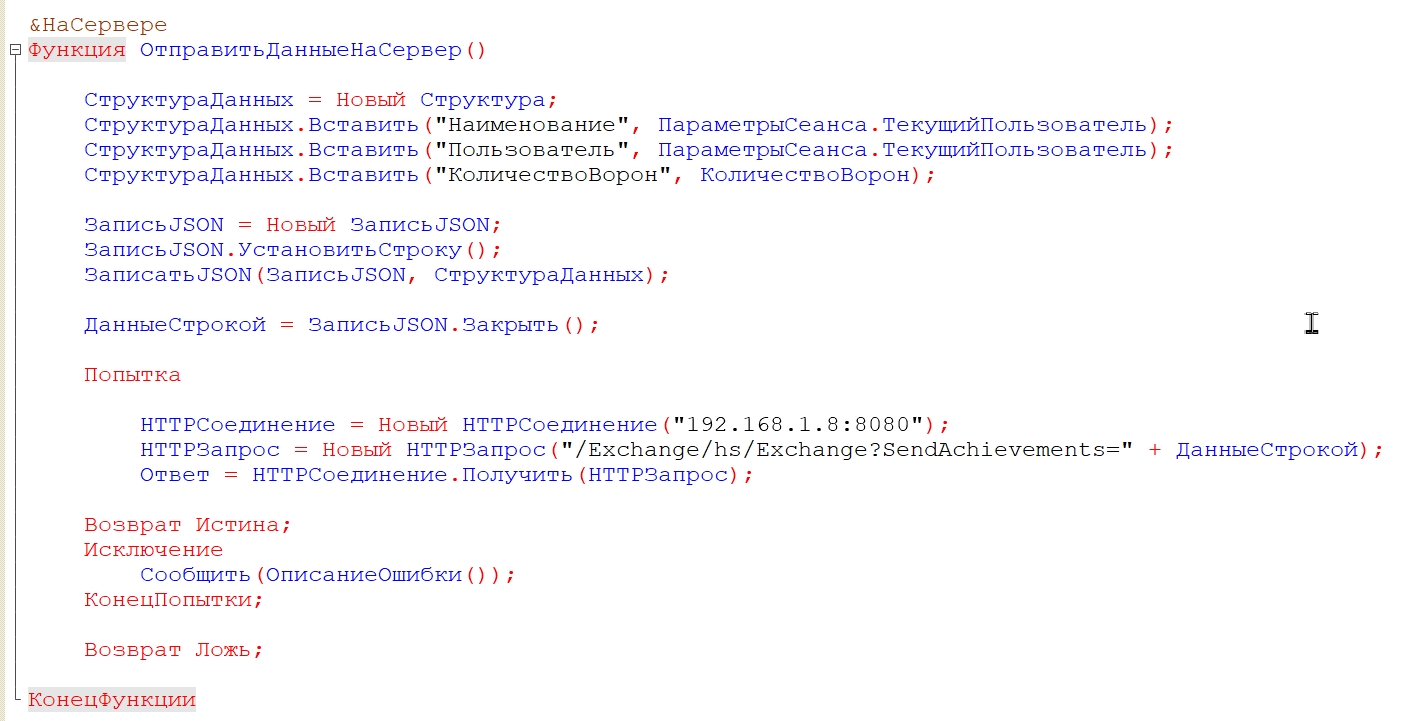 &НаСервере
Функция ОтправитьДанныеНаСервер()
СтруктураДанных = Новый Структура;
СтруктураДанных.Вставить("Наименование", ПараметрыСеанса.ТекущийПользователь);
СтруктураДанных.Вставить("Пользователь", ПараметрыСеанса.ТекущийПользователь);
СтруктураДанных.Вставить("КоличествоВорон", КоличествоВорон);
ЗаписьJSON = Новый ЗаписьJSON;
ЗаписьJSON.УстановитьСтроку();
ЗаписатьJSON(ЗаписьJSON, СтруктураДанных);
ДанныеСтрокой = ЗаписьJSON.Закрыть();
Попытка
HTTPСоединение = Новый HTTPСоединение("192.168.1.8:8080");
HTTPЗапрос = Новый HTTPЗапрос("/Exchange/hs/Exchange?SendAchievements=" + ДанныеСтрокой);
Ответ = HTTPСоединение.Получить(HTTPЗапрос);
Возврат Истина;
Исключение
Сообщить(ОписаниеОшибки());
КонецПопытки;
Возврат Ложь;
КонецФункции